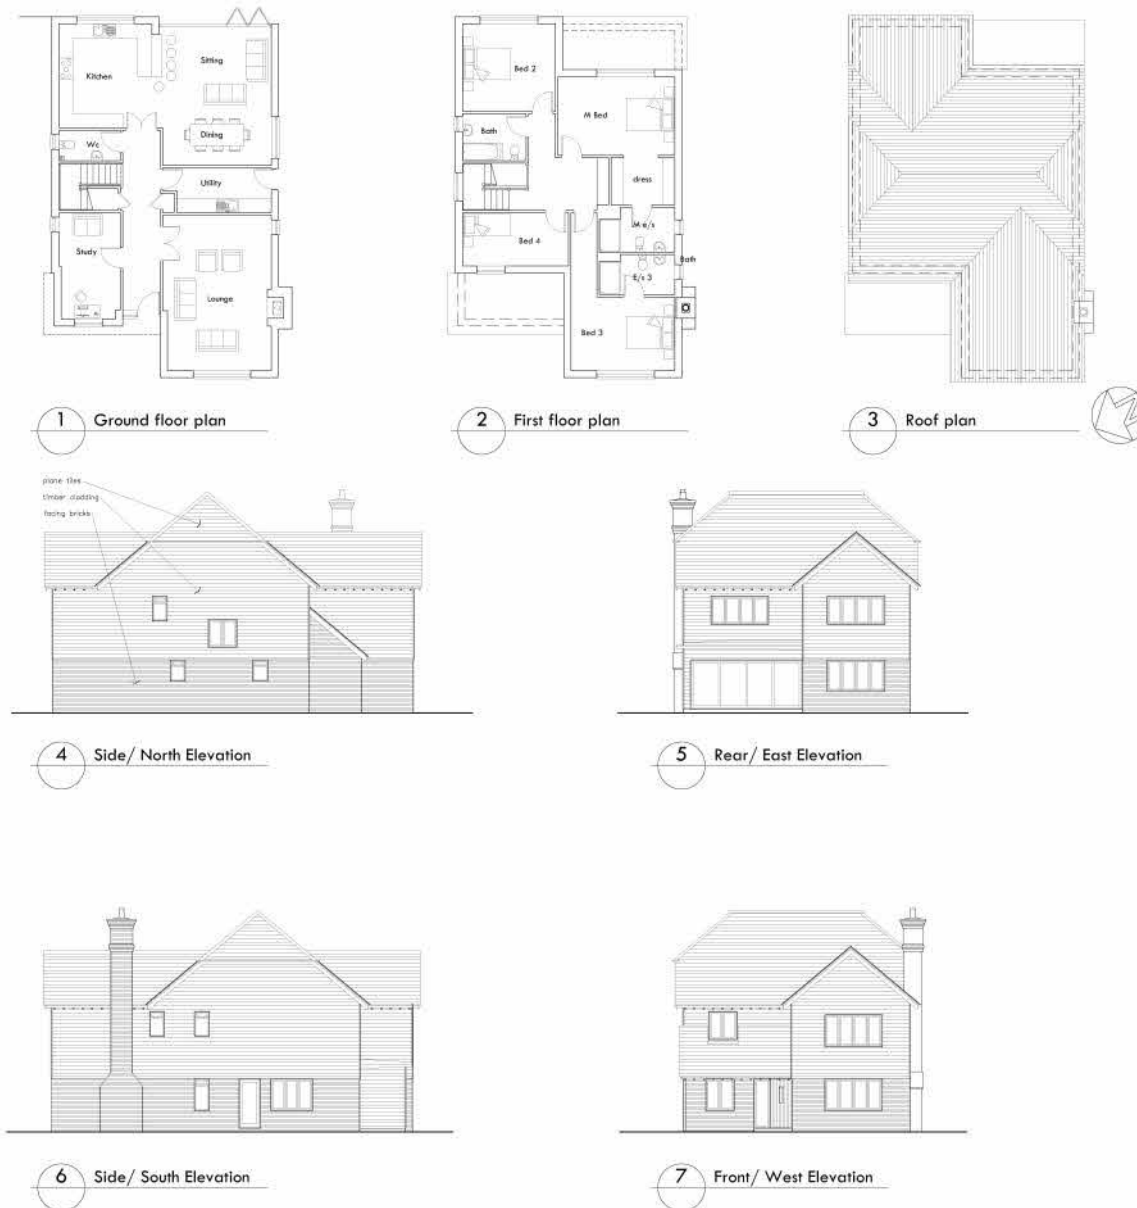 Kitchen
Sitting
Dining
Wc
Utility
Study
Lounge
1 Ground floor plan
Bed 2
M Bed
Bath
dress
M e/s
Bed 4
Bath
E/s 3
Bed 3
2 First floor plan
3 Roof plan
plane tiles
timber cladding
facing bricks
4 Side/ North Elevation
5 Rear/ East Elevation
6 Side/ South Elevation
7 Front/ West Elevation